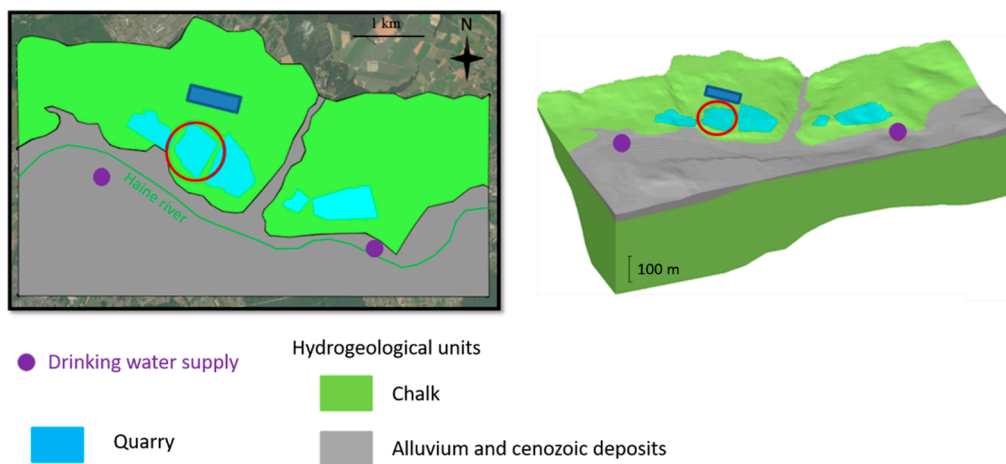 1 km
N
Haine river
100 m
Drinking water supply
Hydrogeological units
Chalk
Quarry
Alluvium and cenozoic deposits